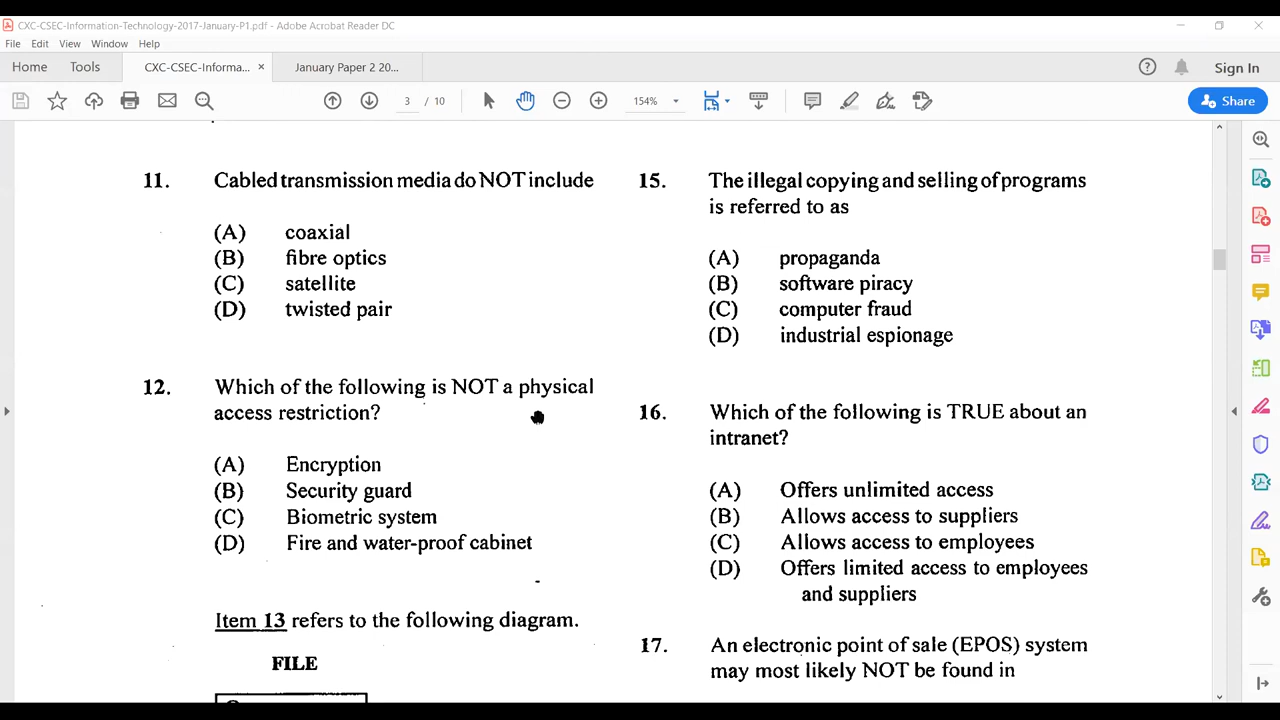 CXC-CSEC-Information-Technology-2017-January-P1.pdf - Adobe Acrobat Reader DC
File Edit View Window Help
Home Tools CXC-CSEC-Informa... × January Paper 2 20... Sign In
3 / 10 154% Share
11. Cabled transmission media do NOT include
(A) coaxial
(B) fibre optics
(C) satellite
(D) twisted pair
12. Which of the following is NOT a physical
access restriction?
(A) Encryption
(B) Security guard
(C) Biometric system
(D) Fire and water-proof cabinet
Item 13 refers to the following diagram.
FILE
15. The illegal copying and selling of programs
is referred to as
(A) propaganda
(B) software piracy
(C) computer fraud
(D) industrial espionage
16. Which of the following is TRUE about an
intranet?
(A) Offers unlimited access
(B) Allows access to suppliers
(C) Allows access to employees
(D) Offers limited access to employees
and suppliers
17. An electronic point of sale (EPOS) system
may most likely NOT be found in